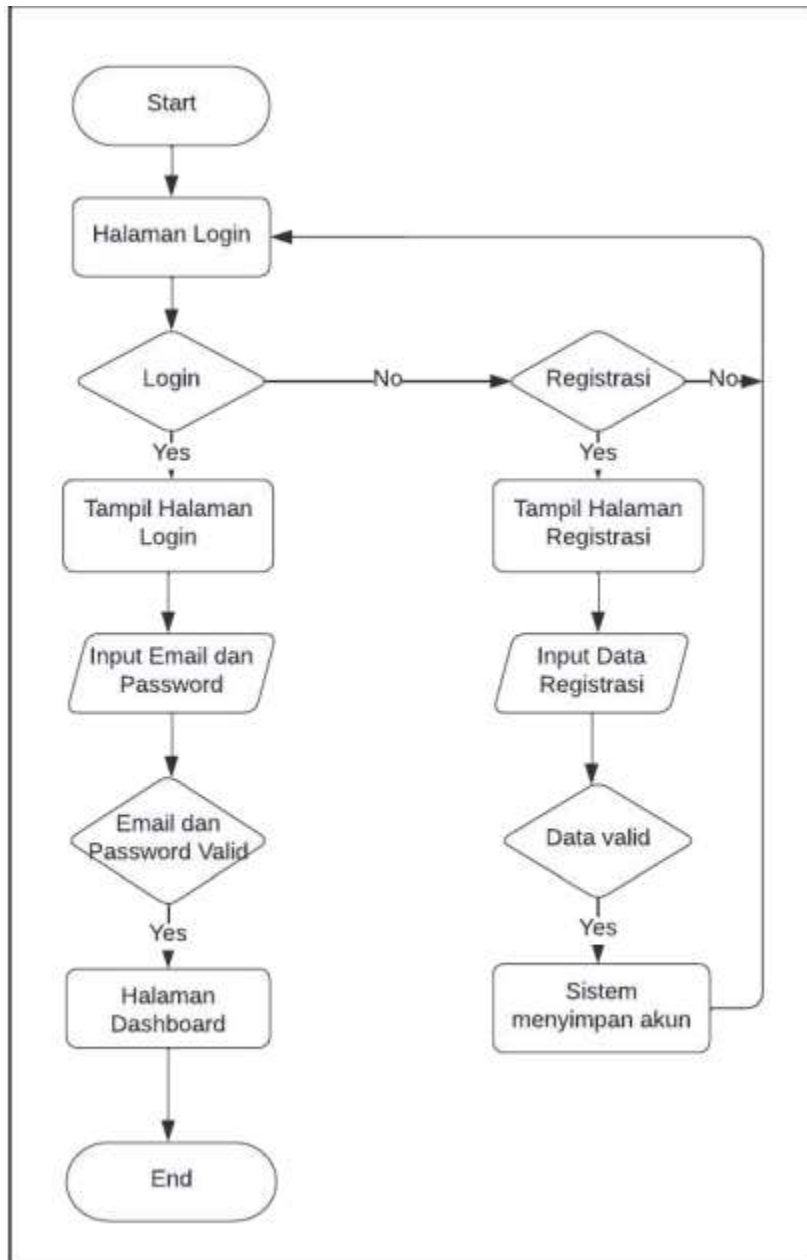 Start
Halaman Login
Login
No
Registrasi
No
Yes
Yes
Tampil Halaman
Login
Tampil Halaman
Registrasi
Input Email dan
Password
Input Data
Registrasi
Email dan
Password Valid
Data valid
Yes
Yes
Halaman
Dashboard
Sistem
menyimpan akun
End